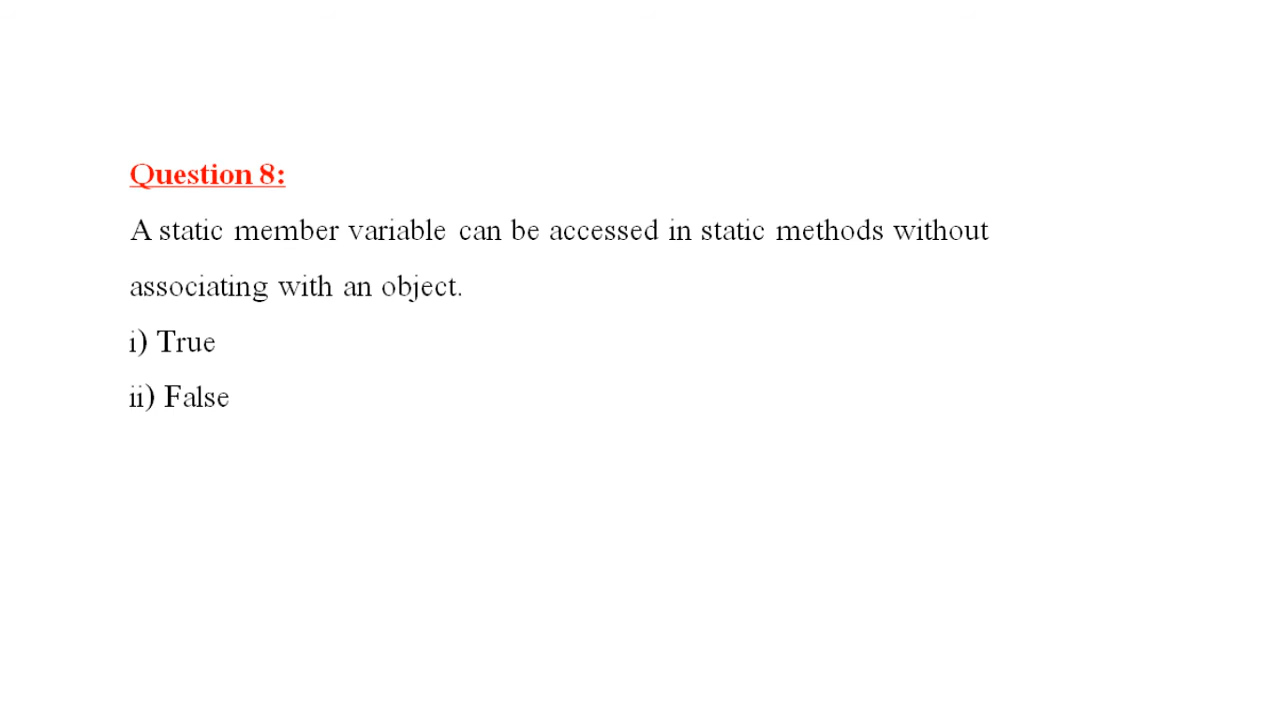 Question 8:
A static member variable can be accessed in static methods without
associating with an object.
i) True
ii) False